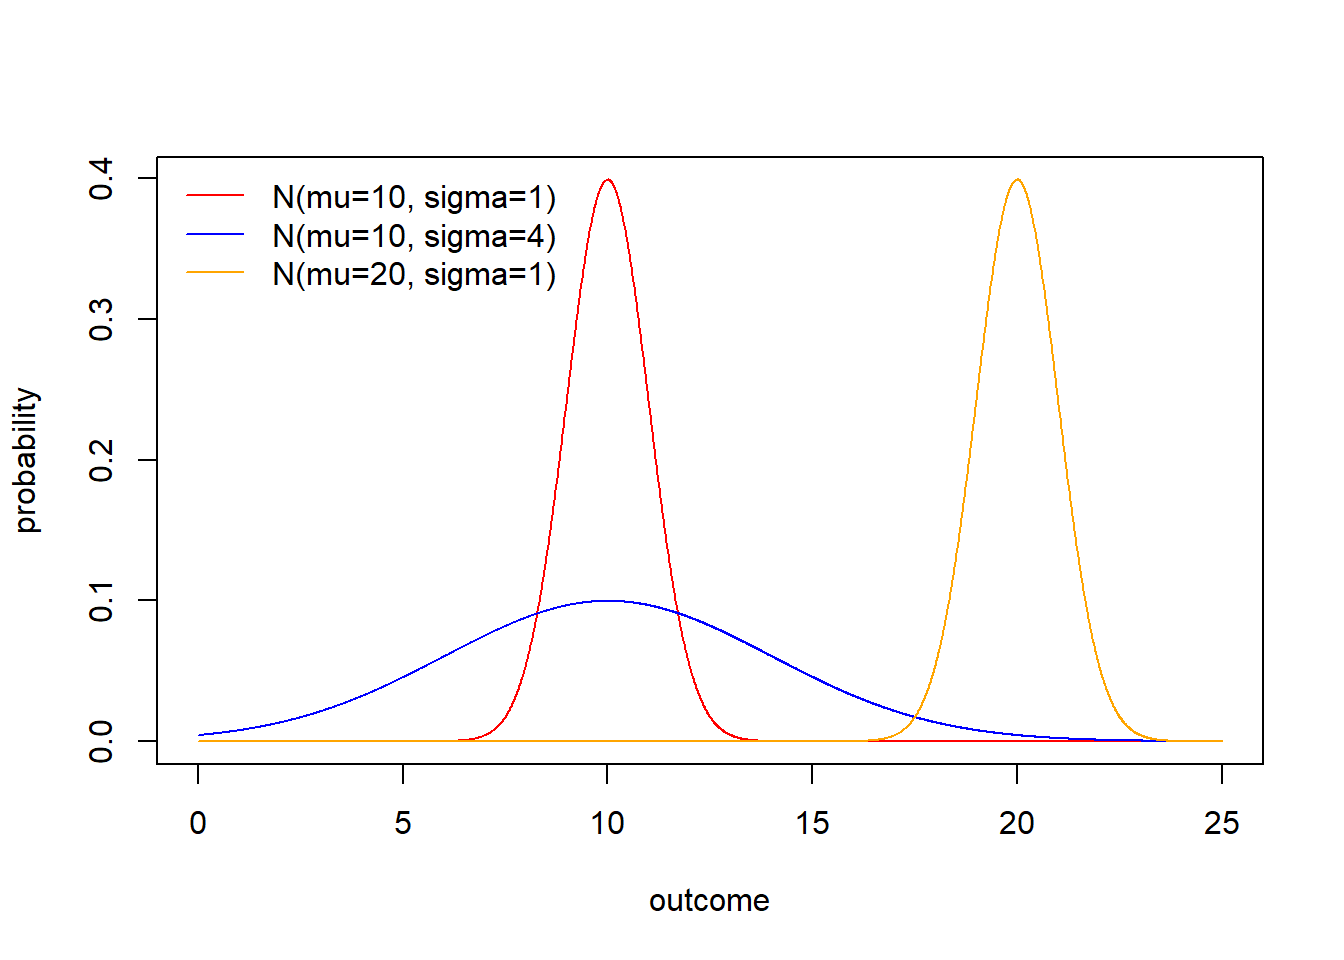 N(mu=10, sigma=1)
N(mu=10, sigma=4)
N(mu=20, sigma=1)
probability
0.4
0.3
0.2
0.1
0.0
0 5 10 15 20 25
outcome